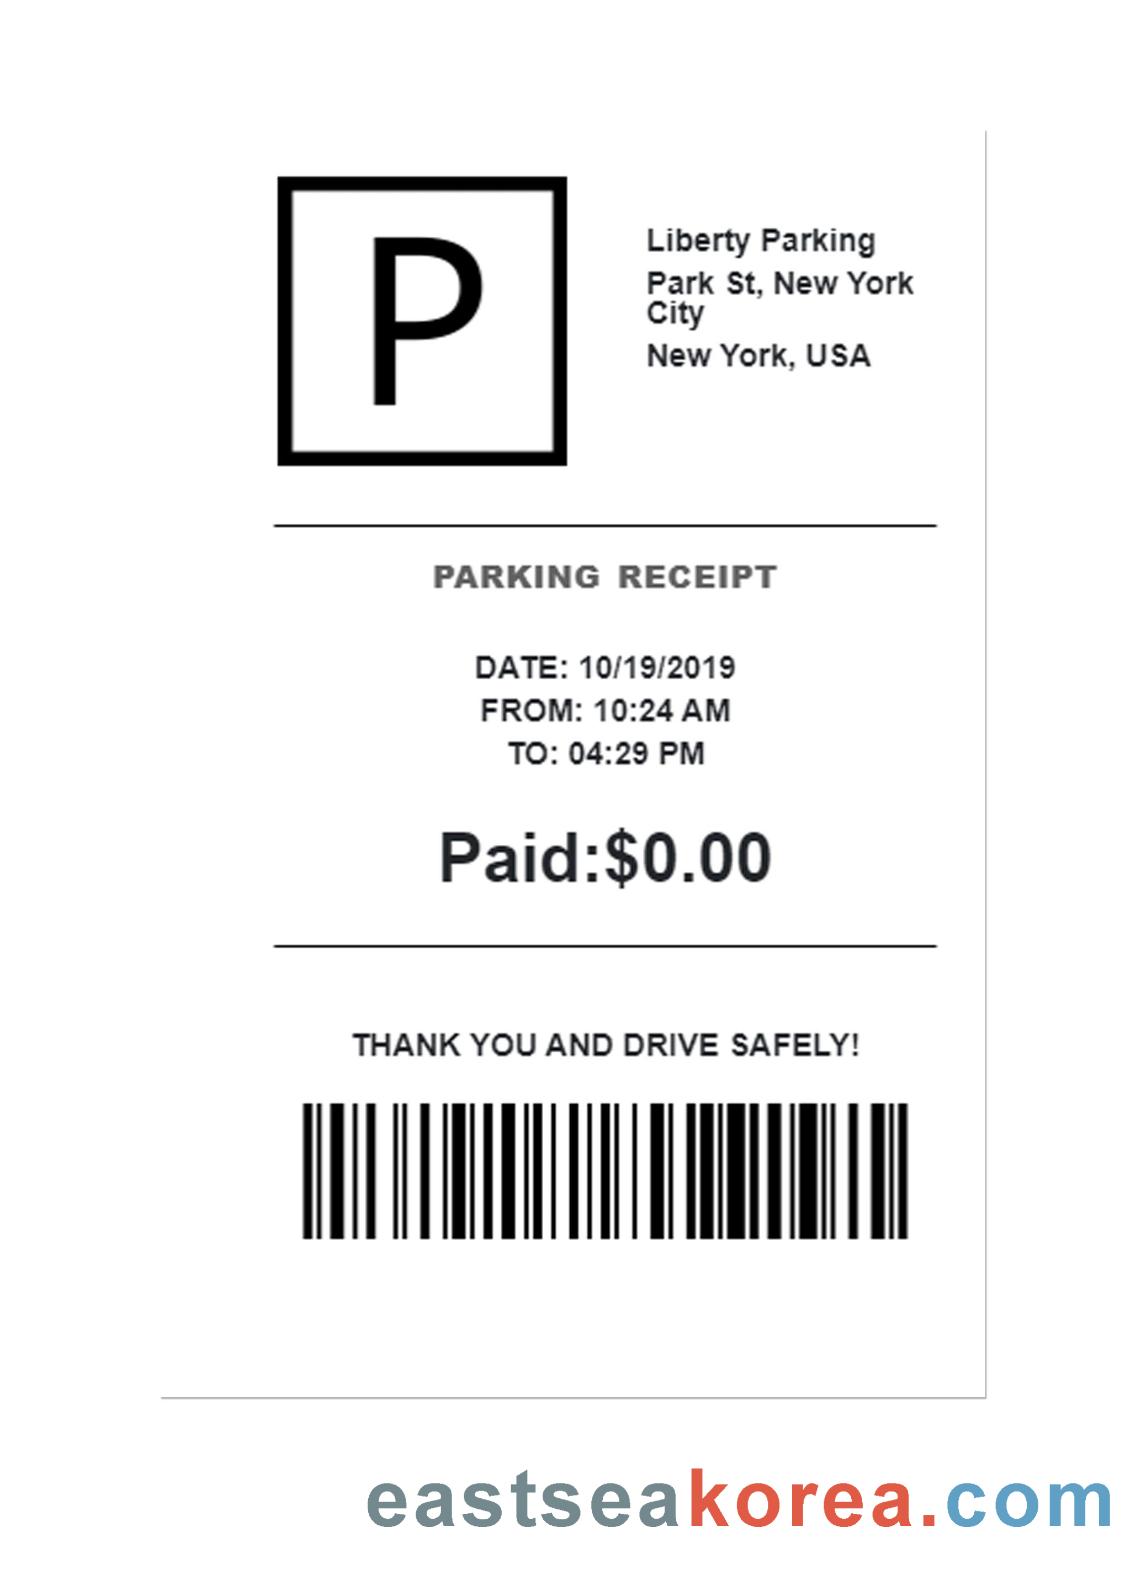 P
Liberty Parking
Park St, New York
City
New York, USA
PARKING RECEIPT
DATE: 10/19/2019
FROM: 10:24 AM
TO: 04:29 PM
Paid:$0.00
THANK YOU AND DRIVE SAFELY!
eastseakorea.com